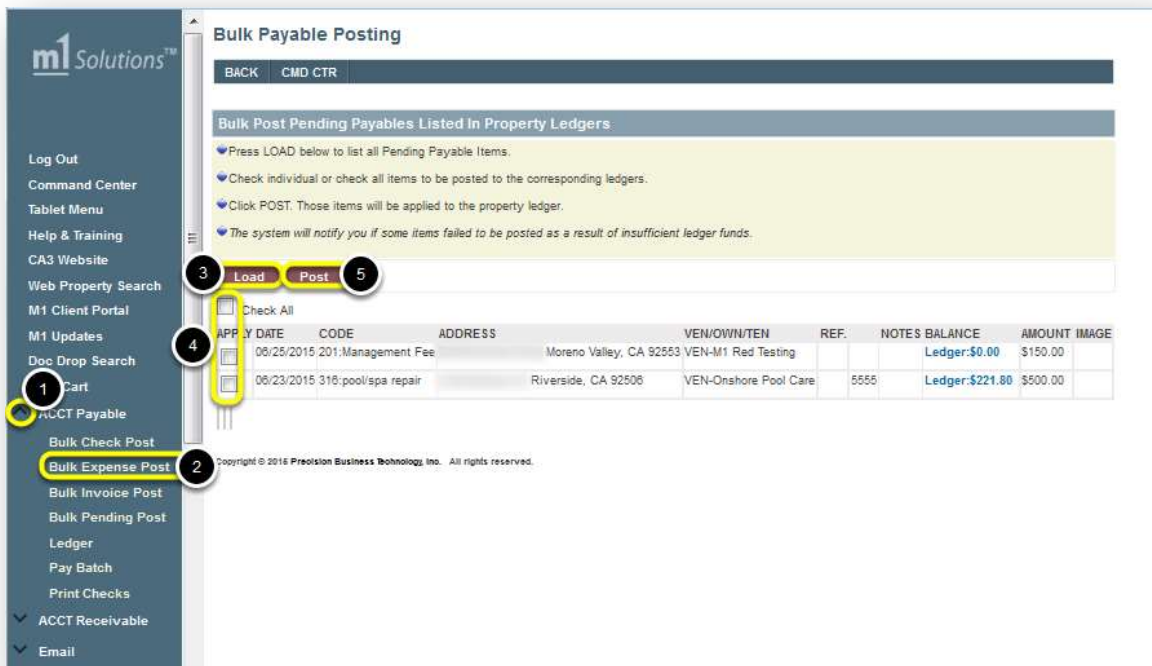 m1 Solutions™
Log Out
Command Center
Tablet Menu
Help & Training
CA3 Website
Web Property Search
M1 Client Portal
M1 Updates
Doc Drop Search
Cart
1
ACCT Payable
Bulk Check Post
Bulk Expense Post
2
Bulk Invoice Post
Bulk Pending Post
Ledger
Pay Batch
Print Checks
ACCT Receivable
Email
Bulk Payable Posting
BACK CMD CTR
Bulk Post Pending Payables Listed In Property Ledgers
Press LOAD below to list all Pending Payable Items.
Check individual or check all items to be posted to the corresponding ledgers.
Click POST. Those items will be applied to the property ledger.
The system will notify you if some items failed to be posted as a result of insufficient ledger funds.
3 Load Post 5
Check All
4
APPLY DATE CODE ADDRESS VEN/OWN/TEN REF. NOTES BALANCE AMOUNT IMAGE
06/25/2015 201:Management Fee Moreno Valley, CA 92553 VEN-M1 Red Testing Ledger:$0.00 $150.00
06/23/2015 316:pool/spa repair Riverside, CA 92506 VEN-Onshore Pool Care 5555 Ledger:$221.80 $500.00
Copyright © 2015 Precision Business Technology, Inc. All rights reserved.